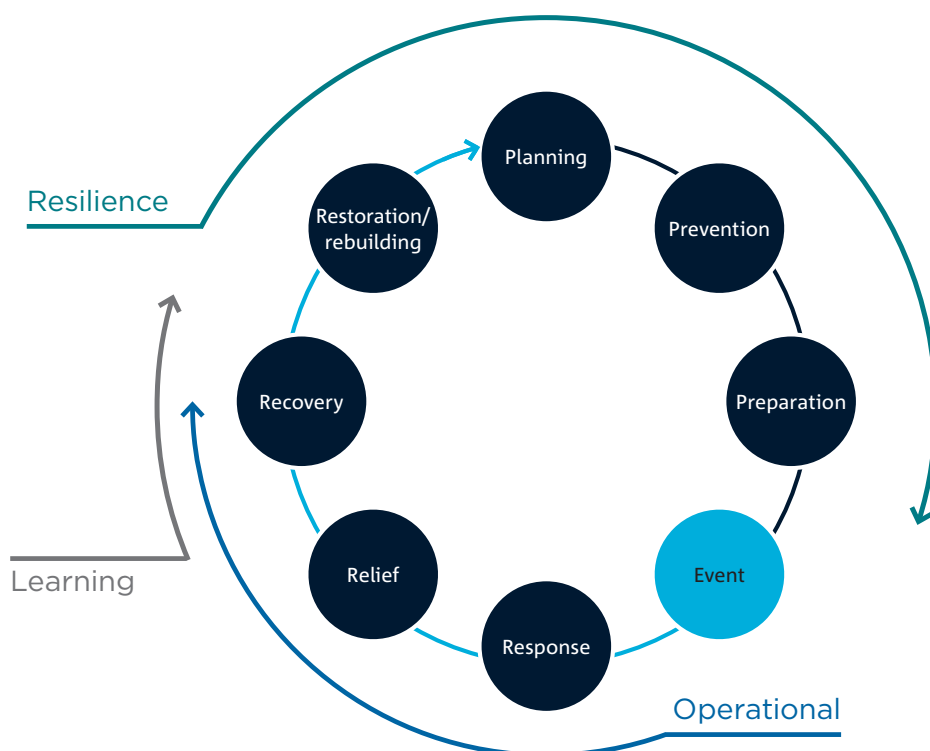 Planning
Resilience
Restoration/
rebuilding
Prevention
Recovery
Preparation
Learning
Relief
Event
Response
Operational